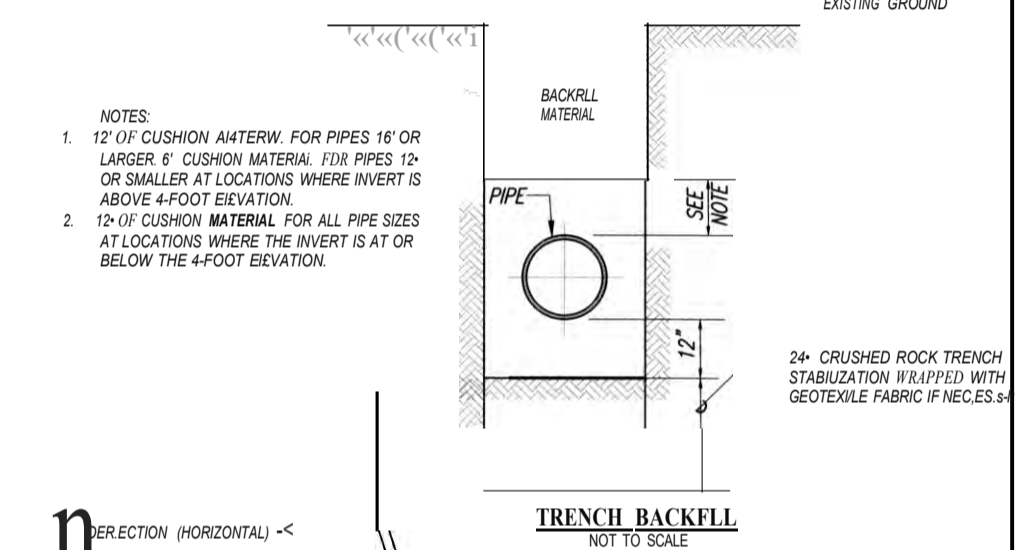 EXISTING GROUND
'«'«('«('«'i
BACKRLL
MATERIAL
NOTES:
1. 12' OF CUSHION AI4TERW. FOR PIPES 16' OR
LARGER. 6' CUSHION MATERIAi. FDR PIPES 12•
OR SMALLER AT LOCATIONS WHERE INVERT IS
ABOVE 4-FOOT EI£VATION.
2. 12• OF CUSHION MATERIAL FOR ALL PIPE SIZES
AT LOCATIONS WHERE THE INVERT IS AT OR
BELOW THE 4-FOOT EI£VATION.
PIPE
SEE
NOTE
12"
24• CRUSHED ROCK TRENCH
STABIUZATION WRAPPED WITH
GEOTEXI/LE FABRIC IF NEC,ES.s-
TRENCH BACKFLL
NOT TO SCALE
n DER.ECTION (HORIZONTAL) -<
\\